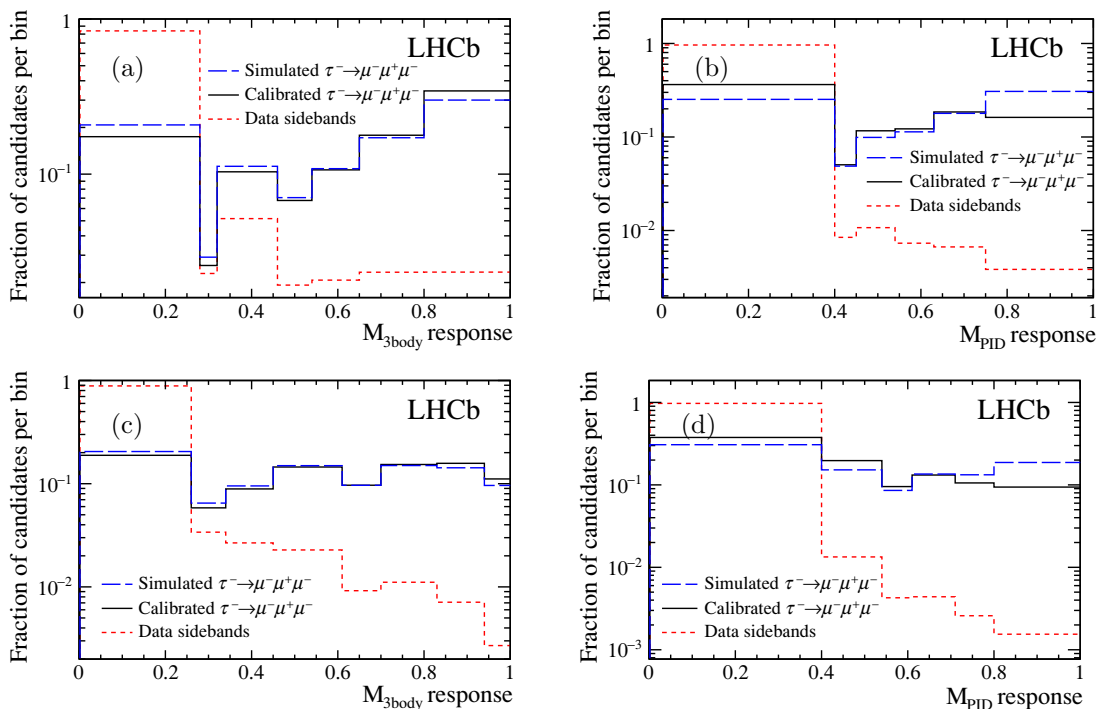 Fraction of candidates per bin
1
10⁻¹
(a)
LHCb
Simulated τ⁻→μ⁻μ⁺μ⁻
Calibrated τ⁻→μ⁻μ⁺μ⁻
Data sidebands
0 0.2 0.4 0.6 0.8 1
M3body response
Fraction of candidates per bin
1
10⁻¹
10⁻²
(b)
LHCb
Simulated τ⁻→μ⁻μ⁺μ⁻
Calibrated τ⁻→μ⁻μ⁺μ⁻
Data sidebands
0 0.2 0.4 0.6 0.8 1
MPID response
Fraction of candidates per bin
1
10⁻¹
10⁻²
(c)
LHCb
Simulated τ⁻→μ⁻μ⁺μ⁻
Calibrated τ⁻→μ⁻μ⁺μ⁻
Data sidebands
0 0.2 0.4 0.6 0.8 1
M3body response
Fraction of candidates per bin
1
10⁻¹
10⁻²
10⁻³
(d)
LHCb
Simulated τ⁻→μ⁻μ⁺μ⁻
Calibrated τ⁻→μ⁻μ⁺μ⁻
Data sidebands
0 0.2 0.4 0.6 0.8 1
MPID response